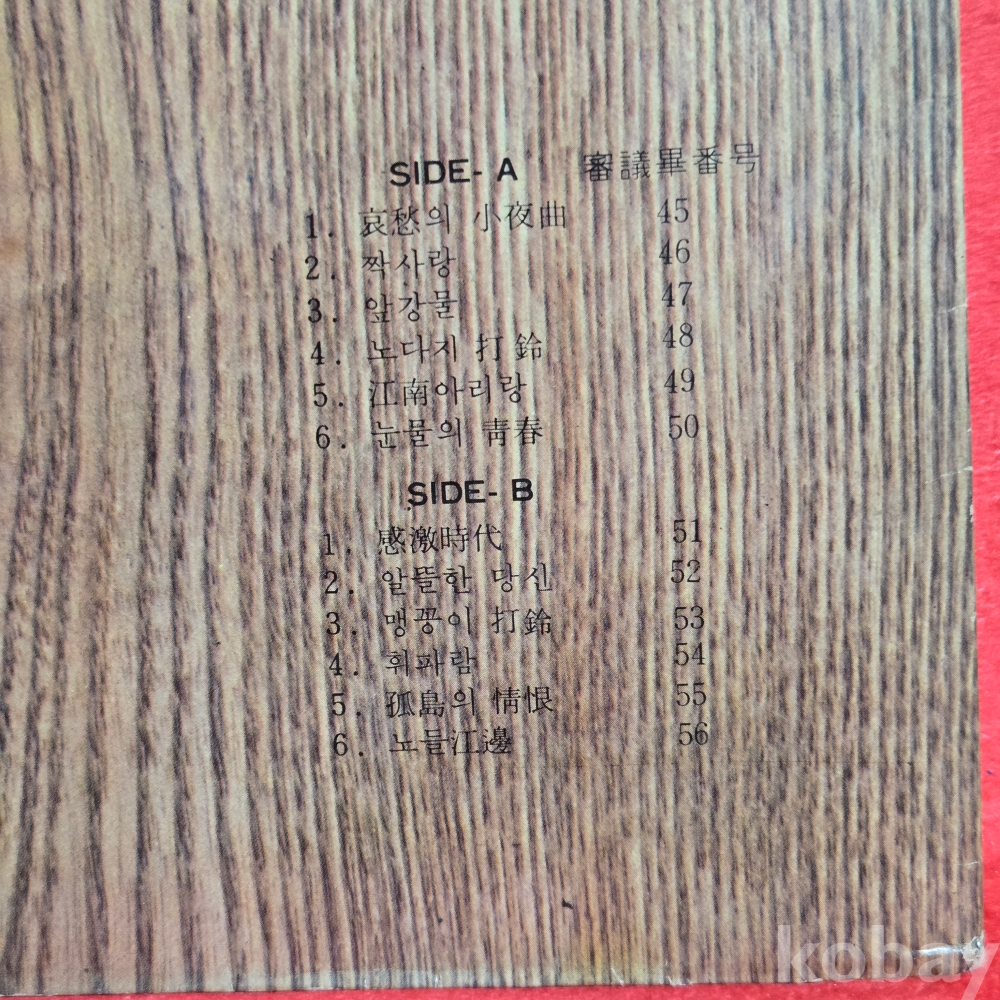 SIDE- A 審議畢番号
1. 哀愁의 小夜曲 45
2. 짝사랑 46
3. 앞강물 47
4. 노다지 打鈴 48
5. 江南아리랑 49
6. 눈물의 靑春 50
SIDE- B
1. 感激時代 51
2. 알뜰한 당신 52
3. 맹꽁이 打鈴 53
4. 휘파람 54
5. 孤島의 情恨 55
6. 노들江邊 56
kobay